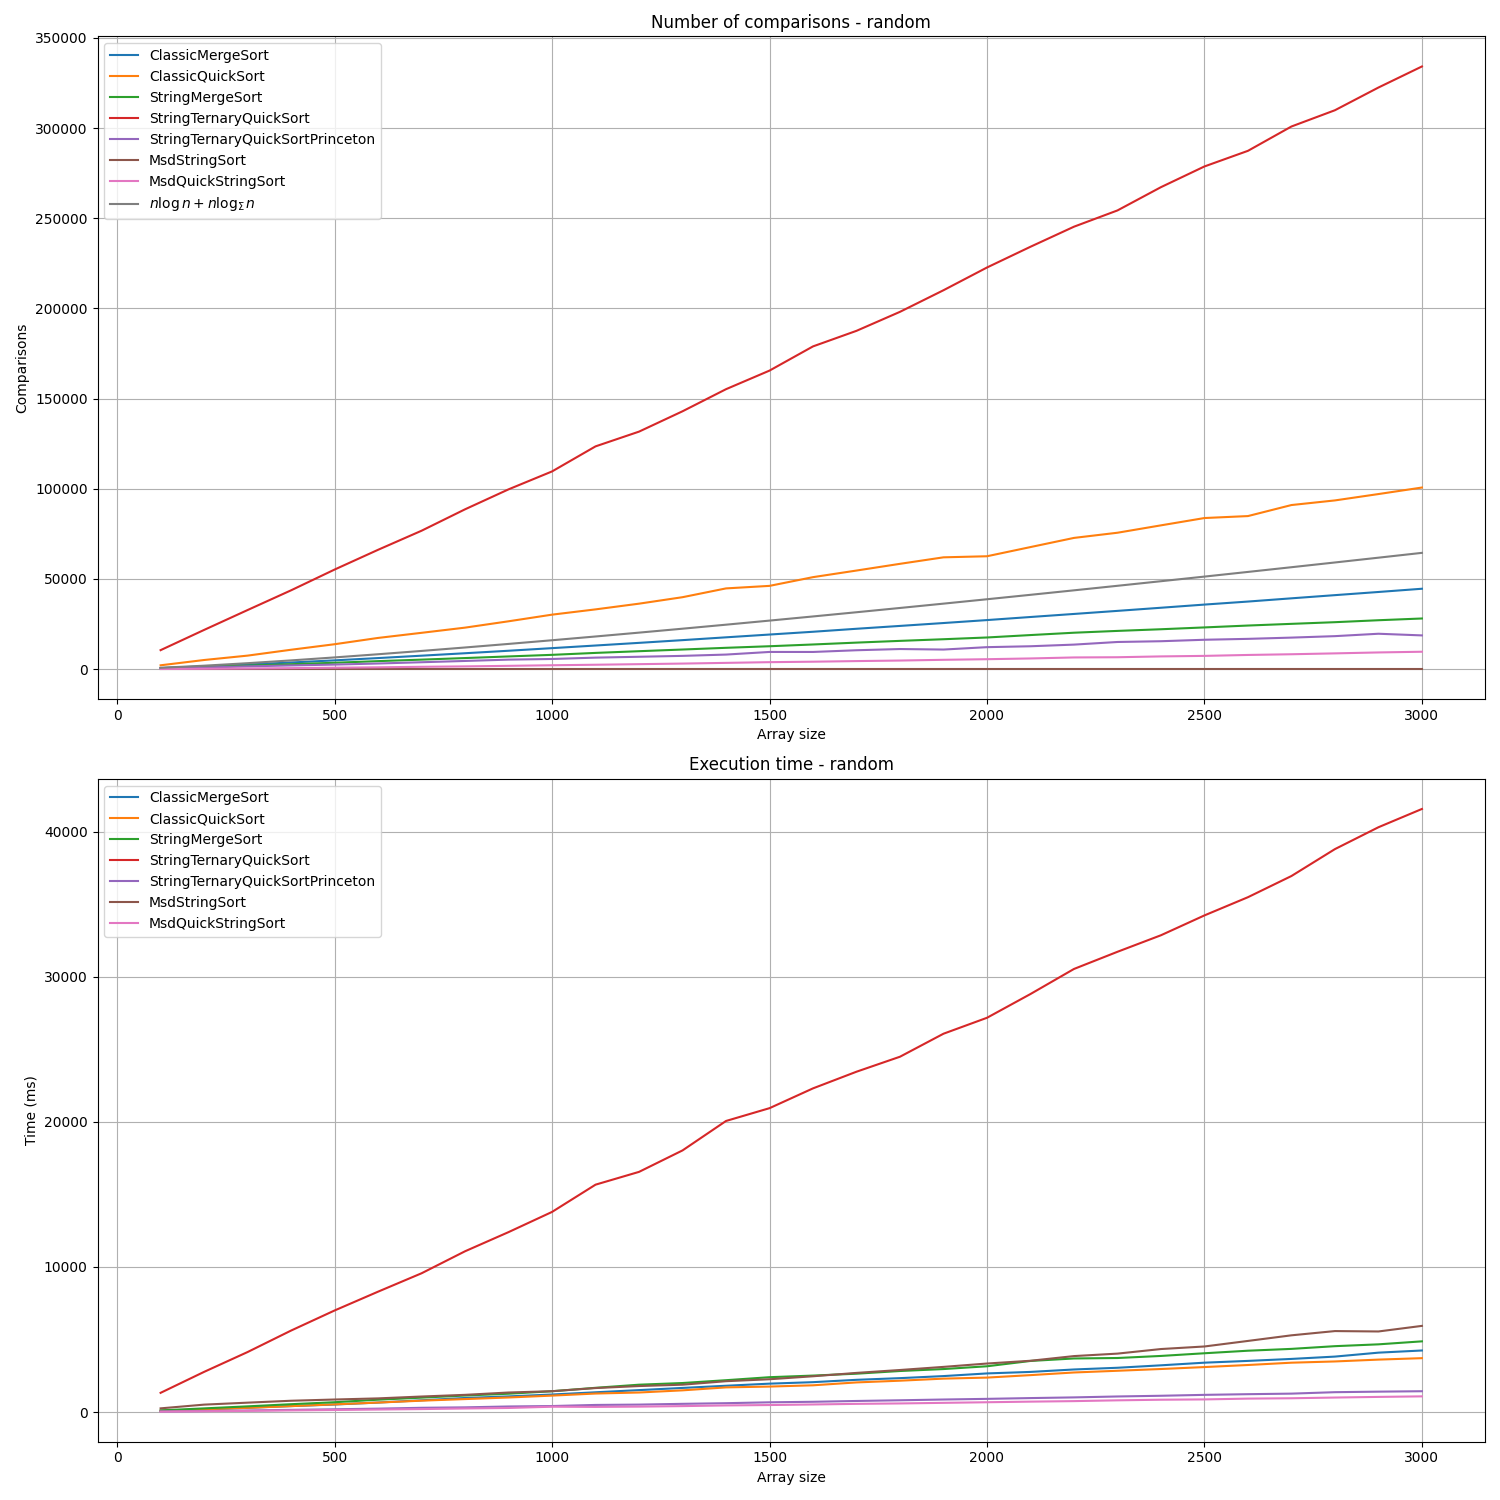 Number of comparisons - random
350000
300000
250000
200000
150000
100000
50000
0
Comparisons
ClassicMergeSort
ClassicQuickSort
StringMergeSort
StringTernaryQuickSort
StringTernaryQuickSortPrinceton
MsdStringSort
MsdQuickStringSort
n log n + n log_Σ n
0 500 1000 1500 2000 2500 3000
Array size
Execution time - random
40000
30000
20000
10000
0
Time (ms)
ClassicMergeSort
ClassicQuickSort
StringMergeSort
StringTernaryQuickSort
StringTernaryQuickSortPrinceton
MsdStringSort
MsdQuickStringSort
0 500 1000 1500 2000 2500 3000
Array size